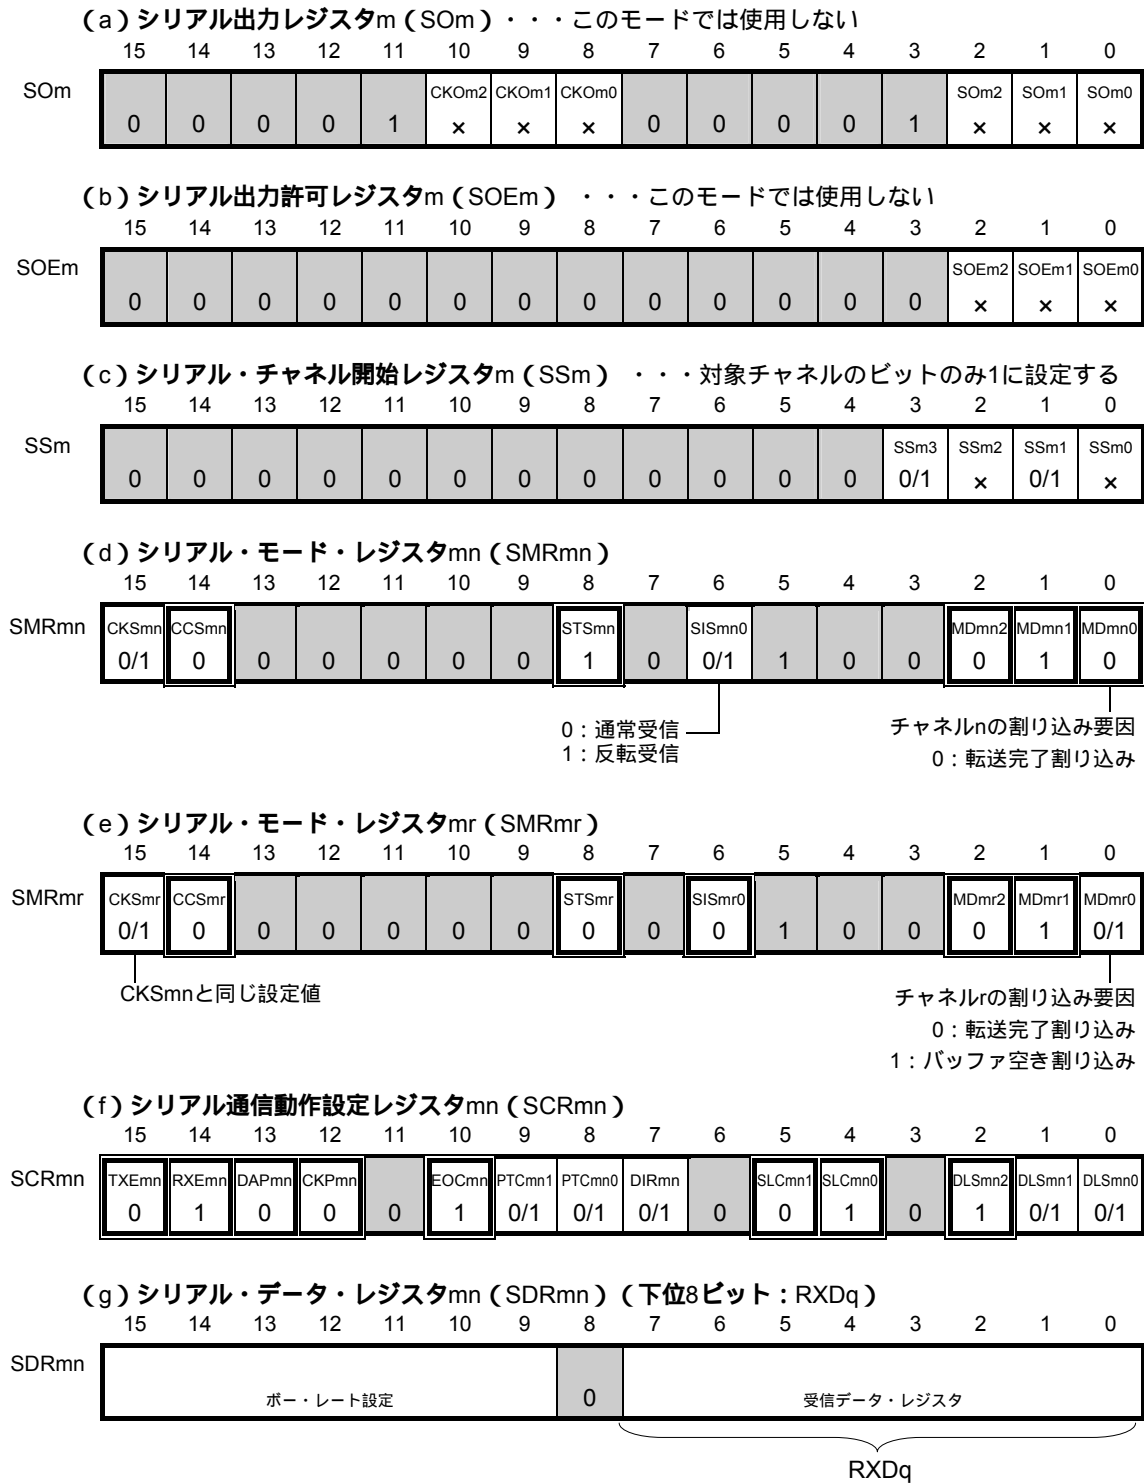 (a)シリアル出力レジスタm(SOm)・・・このモードでは使用しない
15 14 13 12 11 10 9 8 7 6 5 4 3 2 1 0
SOm
CKOm2 CKOm1 CKOm0 SOm2 SOm1 SOm0
0 0 0 0 1 × × × 0 0 0 0 1 × × ×
(b)シリアル出力許可レジスタm(SOEm) ・・・このモードでは使用しない
15 14 13 12 11 10 9 8 7 6 5 4 3 2 1 0
SOEm
SOEm2 SOEm1 SOEm0
0 0 0 0 0 0 0 0 0 0 0 0 0 × × ×
(c)シリアル・チャネル開始レジスタm(SSm) ・・・対象チャネルのビットのみ1に設定する
15 14 13 12 11 10 9 8 7 6 5 4 3 2 1 0
SSm
SSm3 SSm2 SSm1 SSm0
0 0 0 0 0 0 0 0 0 0 0 0 0/1 × 0/1 ×
(d)シリアル・モード・レジスタmn(SMRmn)
15 14 13 12 11 10 9 8 7 6 5 4 3 2 1 0
SMRmn
CKSmn CCSmn STSmn SISmn0 MDmn2 MDmn1 MDmn0
0/1 0 0 0 0 0 0 1 0 0/1 1 0 0 0 1 0
0:通常受信
1:反転受信
チャネルnの割り込み要因
0:転送完了割り込み
(e)シリアル・モード・レジスタmr(SMRmr)
15 14 13 12 11 10 9 8 7 6 5 4 3 2 1 0
SMRmr
CKSmr CCSmr STSmr SISmr0 MDmr2 MDmr1 MDmr0
0/1 0 0 0 0 0 0 0 0 0 1 0 0 0 1 0/1
CKSmnと同じ設定値
チャネルrの割り込み要因
0:転送完了割り込み
1:バッファ空き割り込み
(f)シリアル通信動作設定レジスタmn(SCRmn)
15 14 13 12 11 10 9 8 7 6 5 4 3 2 1 0
SCRmn
TXEmn RXEmn DAPmn CKPmn EOCmn PTCmn1 PTCmn0 DIRmn SLCmn1 SLCmn0 DLSmn2 DLSmn1 DLSmn0
0 1 0 0 0 1 0/1 0/1 0/1 0 0 1 0 1 0/1 0/1
(g)シリアル・データ・レジスタmn(SDRmn)(下位8ビット:RXDq)
15 14 13 12 11 10 9 8 7 6 5 4 3 2 1 0
SDRmn
ボー・レート設定 0 受信データ・レジスタ
RXDq